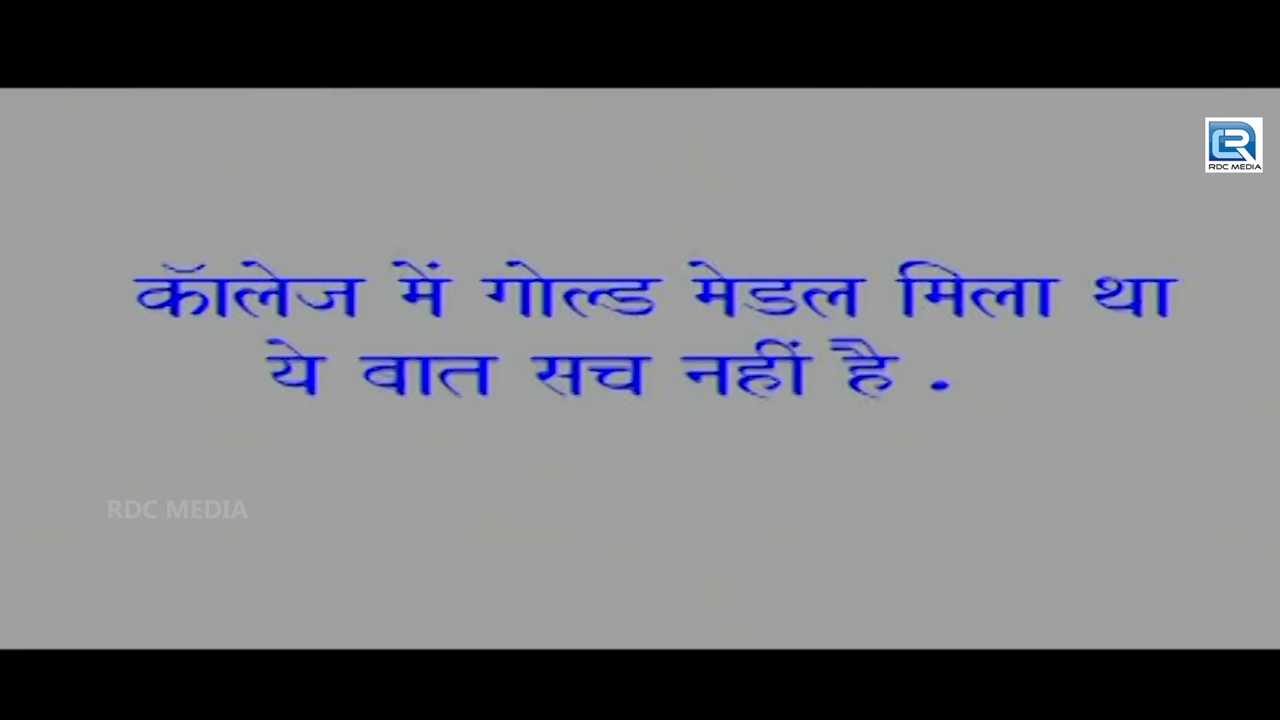 RDC MEDIA
कॉलेज में गोल्ड मेडल मिला था
ये बात सच नहीं है .
RDC MEDIA